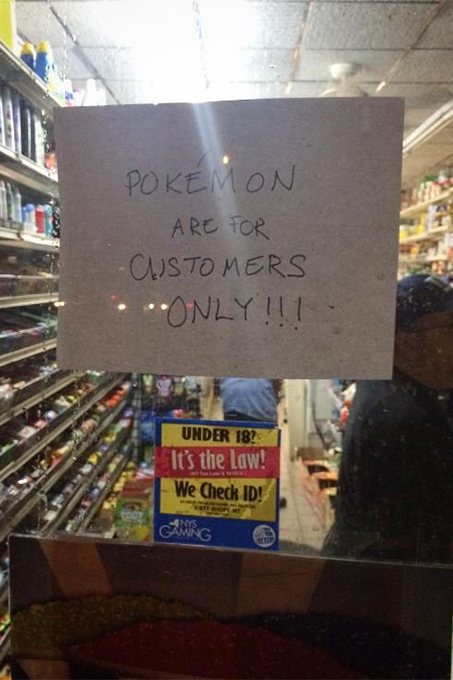 POKÉMON
ARE FOR
CUSTOMERS
ONLY!!!
UNDER 18?
It's the Law!
We Check ID!
NYS
GAMING